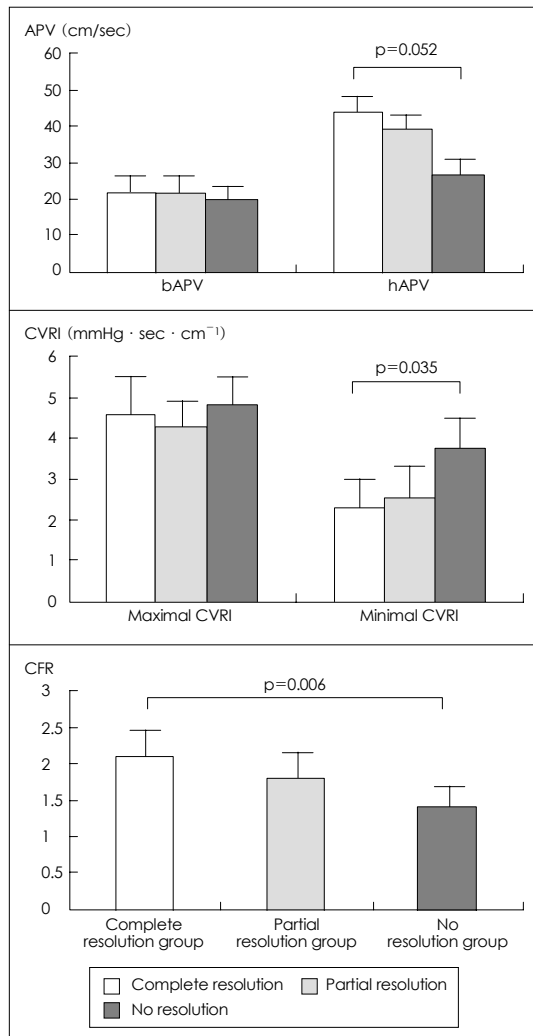 APV (cm/sec)
60
50
40
30
20
10
0
p=0.052
bAPV hAPV
CVRI (mmHg · sec · cm⁻¹)
6
5
4
3
2
1
0
p=0.035
Maximal CVRI Minimal CVRI
CFR
3
2.5
2
1.5
1
0.5
0
p=0.006
Complete Partial No
resolution group resolution group resolution group
Complete resolution Partial resolution
No resolution